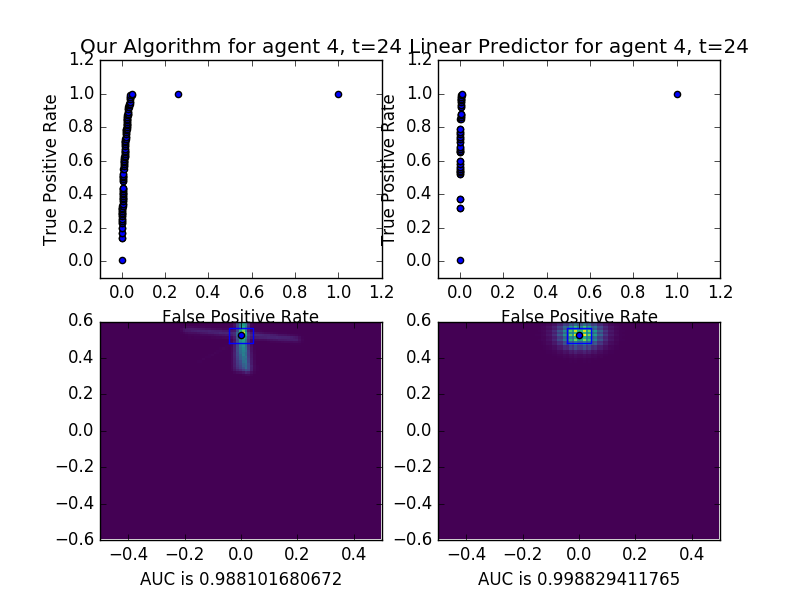 Our Algorithm for agent 4, t=24
Linear Predictor for agent 4, t=24
1.2
1.0
0.8
0.6
0.4
0.2
0.0
True Positive Rate
0.0 0.2 0.4 0.6 0.8 1.0 1.2
False Positive Rate
1.2
1.0
0.8
0.6
0.4
0.2
0.0
True Positive Rate
0.0 0.2 0.4 0.6 0.8 1.0 1.2
False Positive Rate
0.6
0.4
0.2
0.0
−0.2
−0.4
−0.6
−0.4 −0.2 0.0 0.2 0.4
AUC is 0.988101680672
0.6
0.4
0.2
0.0
−0.2
−0.4
−0.6
−0.4 −0.2 0.0 0.2 0.4
AUC is 0.998829411765